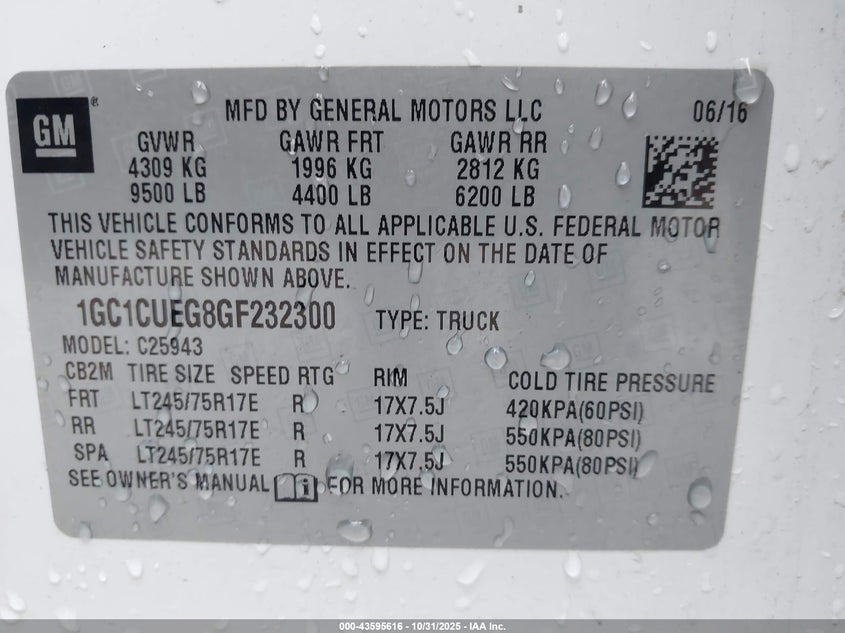 GM ® MFD BY GENERAL MOTORS LLC 06/16
GVWR GAWR FRT GAWR RR
4309 KG 1996 KG 2812 KG
9500 LB 4400 LB 6200 LB
THIS VEHICLE CONFORMS TO ALL APPLICABLE U.S. FEDERAL MOTOR
VEHICLE SAFETY STANDARDS IN EFFECT ON THE DATE OF
MANUFACTURE SHOWN ABOVE.
1GC1CUEG8GF232300 TYPE: TRUCK
MODEL: C25943
CB2M TIRE SIZE SPEED RTG RIM COLD TIRE PRESSURE
FRT LT245/75R17E R 17X7.5J 420KPA(60PSI)
RR LT245/75R17E R 17X7.5J 550KPA(80PSI)
SPA LT245/75R17E R 17X7.5J 550KPA(80PSI)
SEE OWNER'S MANUAL i FOR MORE INFORMATION.
000-43595616 - 10/31/2025 - IAA Inc.